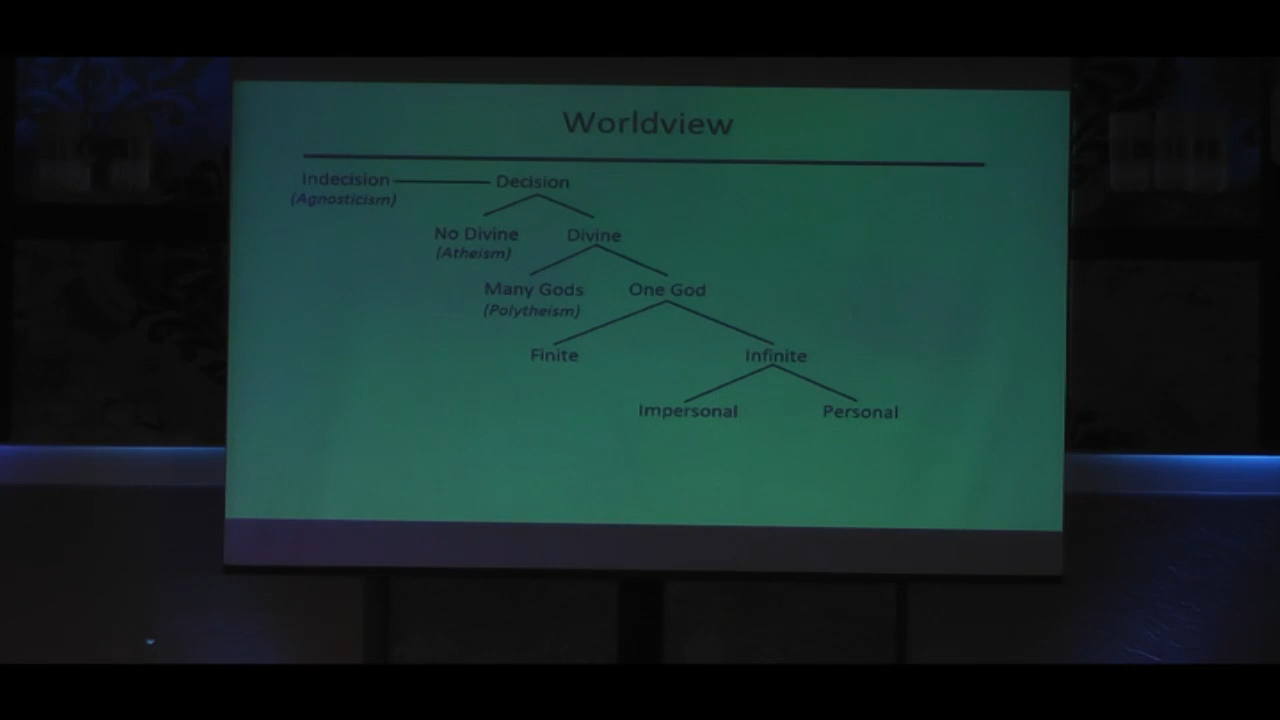 Worldview
Indecision Decision
(Agnosticism)
No Divine Divine
(Atheism)
Many Gods One God
(Polytheism)
Finite Infinite
Impersonal Personal